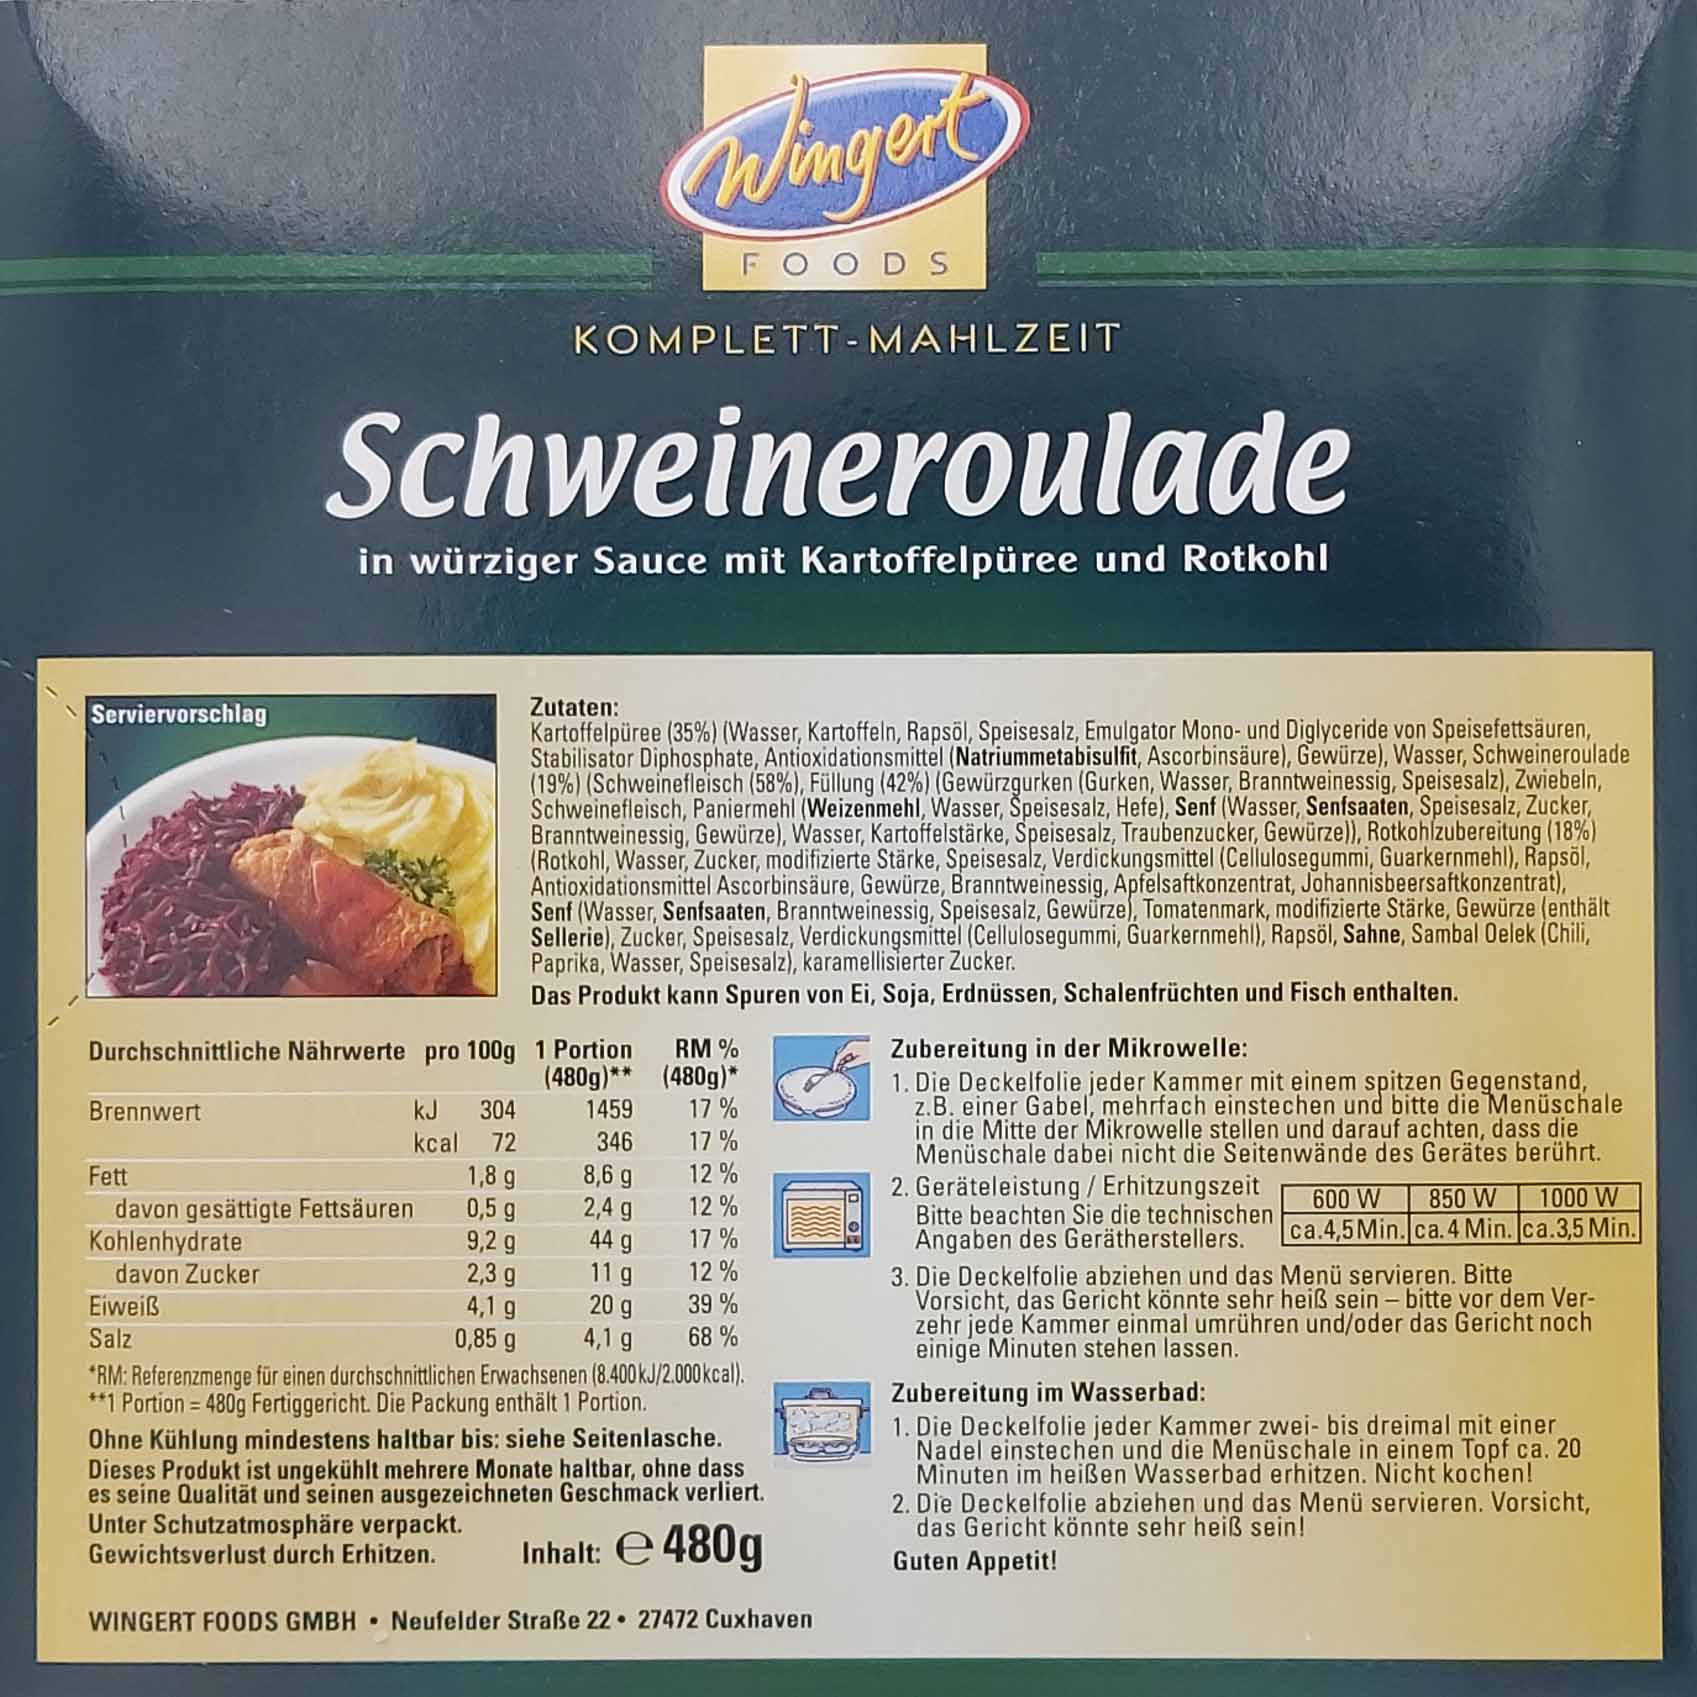 Wingert
FOODS
KOMPLETT-MAHLZEIT
Schweineroulade
in würziger Sauce mit Kartoffelpüree und Rotkohl
Serviervorschlag
Zutaten:
Kartoffelpüree (35%) (Wasser, Kartoffeln, Rapsöl, Speisesalz, Emulgator Mono- und Diglyceride von Speisefettsäuren,
Stabilisator Diphosphate, Antioxidationsmittel (Natriummetabisulfit, Ascorbinsäure), Gewürze), Wasser, Schweineroulade
(19%) (Schweinefleisch (58%), Füllung (42%) (Gewürzgurken (Gurken, Wasser, Branntweinessig, Speisesalz), Zwiebeln,
Schweinefleisch, Paniermehl (Weizenmehl, Wasser, Speisesalz, Hefe), Senf (Wasser, Senfsaaten, Speisesalz, Zucker,
Branntweinessig, Gewürze), Wasser, Kartoffelstärke, Speisesalz, Traubenzucker, Gewürze)), Rotkohlzubereitung (18%)
(Rotkohl, Wasser, Zucker, modifizierte Stärke, Speisesalz, Verdickungsmittel (Cellulosegummi, Guarkernmehl), Rapsöl,
Antioxidationsmittel Ascorbinsäure, Gewürze, Branntweinessig, Apfelsaftkonzentrat, Johannisbeersaftkonzentrat),
Senf (Wasser, Senfsaaten, Branntweinessig, Speisesalz, Gewürze), Tomatenmark, modifizierte Stärke, Gewürze (enthält
Sellerie), Zucker, Speisesalz, Verdickungsmittel (Cellulosegummi, Guarkernmehl), Rapsöl, Sahne, Sambal Oelek (Chili,
Paprika, Wasser, Speisesalz), karamellisierter Zucker.
Das Produkt kann Spuren von Ei, Soja, Erdnüssen, Schalenfrüchten und Fisch enthalten.
Durchschnittliche Nährwerte pro 100g 1 Portion RM %
(480g)** (480g)*
Brennwert kJ 304 1459 17 %
kcal 72 346 17 %
Fett 1,8 g 8,6 g 12 %
davon gesättigte Fettsäuren 0,5 g 2,4 g 12 %
Kohlenhydrate 9,2 g 44 g 17 %
davon Zucker 2,3 g 11 g 12 %
Eiweiß 4,1 g 20 g 39 %
Salz 0,85 g 4,1 g 68 %
*RM: Referenzmenge für einen durchschnittlichen Erwachsenen (8.400 kJ/2.000 kcal).
**1 Portion = 480g Fertiggericht. Die Packung enthält 1 Portion.
Ohne Kühlung mindestens haltbar bis: siehe Seitenlasche.
Dieses Produkt ist ungekühlt mehrere Monate haltbar, ohne dass
es seine Qualität und seinen ausgezeichneten Geschmack verliert.
Unter Schutzatmosphäre verpackt.
Gewichtsverlust durch Erhitzen.
Inhalt: ℮ 480g
WINGERT FOODS GMBH • Neufelder Straße 22 • 27472 Cuxhaven
Zubereitung in der Mikrowelle:
1. Die Deckelfolie jeder Kammer mit einem spitzen Gegenstand,
z.B. einer Gabel, mehrfach einstechen und bitte die Menüschale
in die Mitte der Mikrowelle stellen und darauf achten, dass die
Menüschale dabei nicht die Seitenwände des Gerätes berührt.
2. Geräteleistung / Erhitzungszeit
Bitte beachten Sie die technischen
Angaben des Geräteherstellers.
600 W 850 W 1000 W
ca.4,5 Min. ca. 4 Min. ca.3,5 Min.
3. Die Deckelfolie abziehen und das Menü servieren. Bitte
Vorsicht, das Gericht könnte sehr heiß sein – bitte vor dem Ver-
zehr jede Kammer einmal umrühren und/oder das Gericht noch
einige Minuten stehen lassen.
Zubereitung im Wasserbad:
1. Die Deckelfolie jeder Kammer zwei- bis dreimal mit einer
Nadel einstechen und die Menüschale in einem Topf ca. 20
Minuten im heißen Wasserbad erhitzen. Nicht kochen!
2. Die Deckelfolie abziehen und das Menü servieren. Vorsicht,
das Gericht könnte sehr heiß sein!
Guten Appetit!